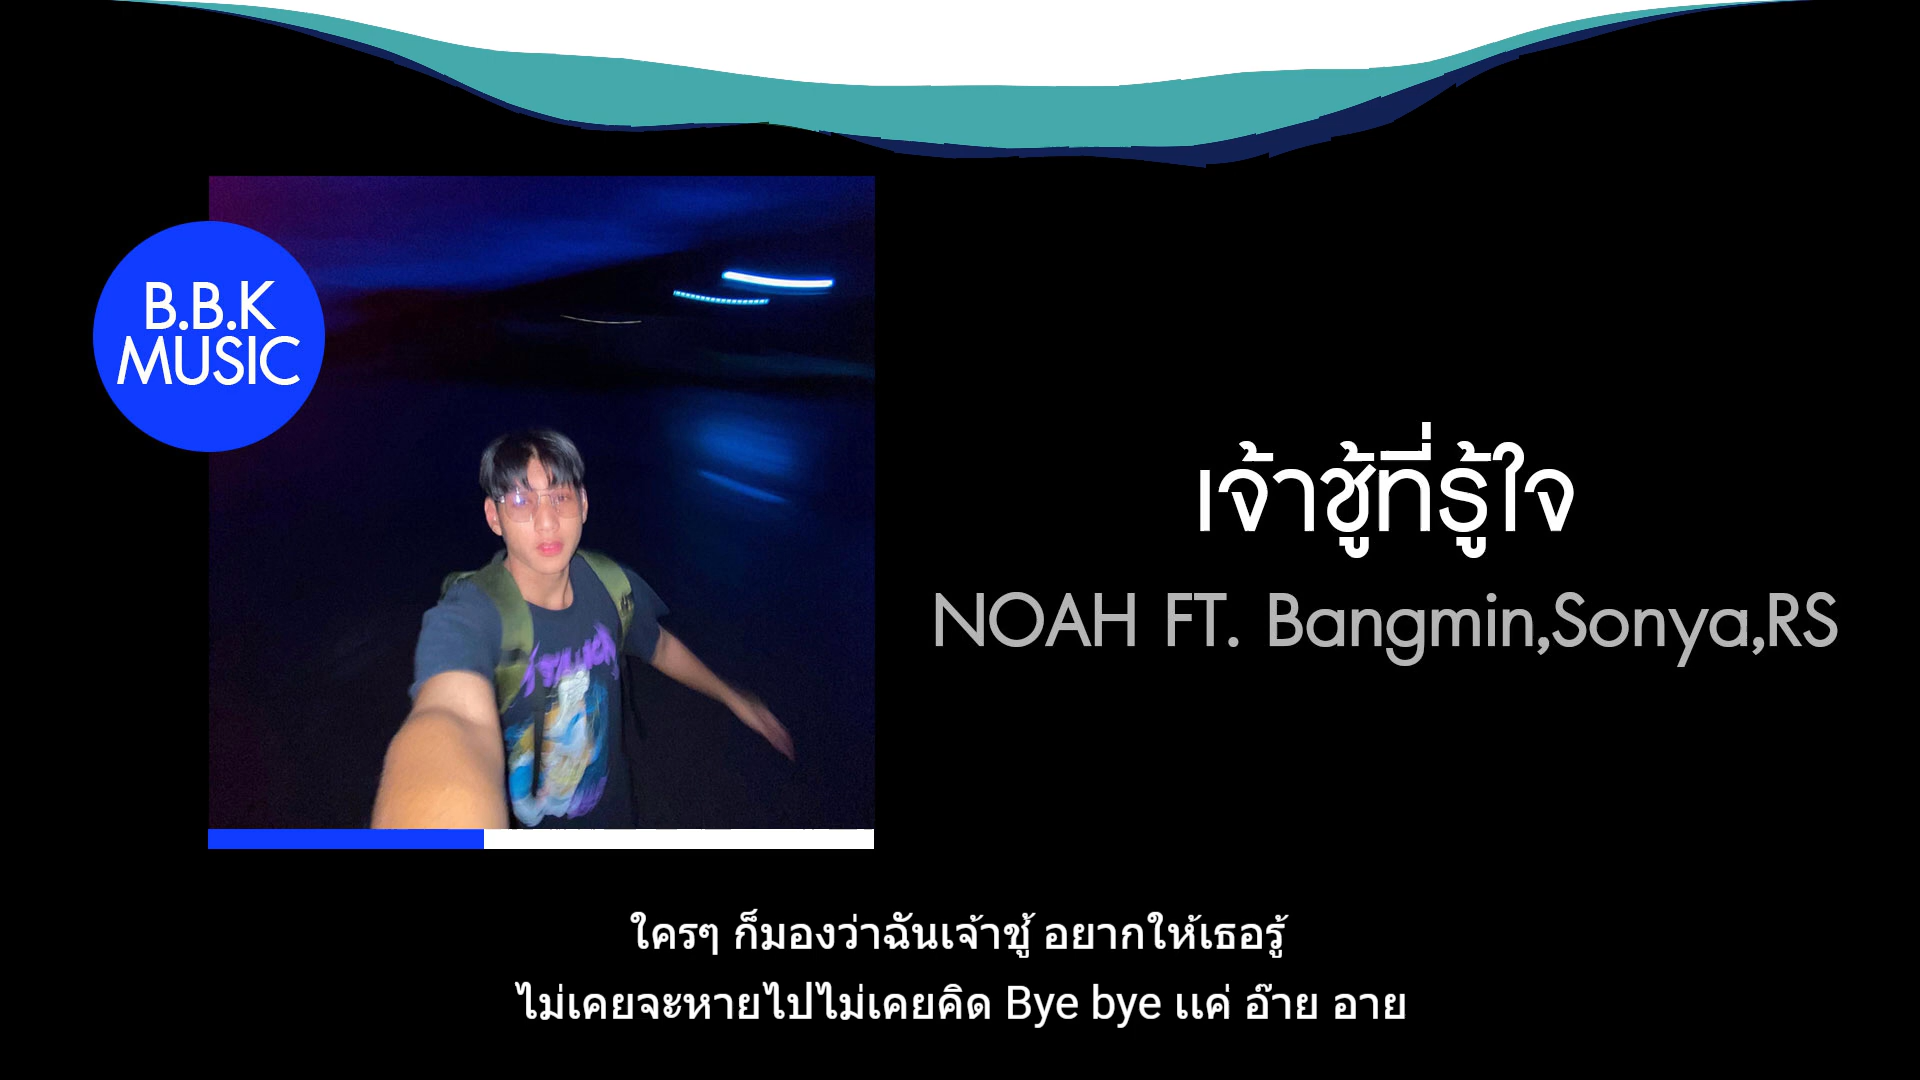 B.B.K
MUSIC
เจ้าชู้ที่รู้ใจ
NOAH FT. Bangmin,Sonya,RS
ใครๆ ก็มองว่าฉันเจ้าชู้ อยากให้เธอรู้
ไม่เคยจะหายไปไม่เคยคิด Bye bye แค่ อ๊าย อาย